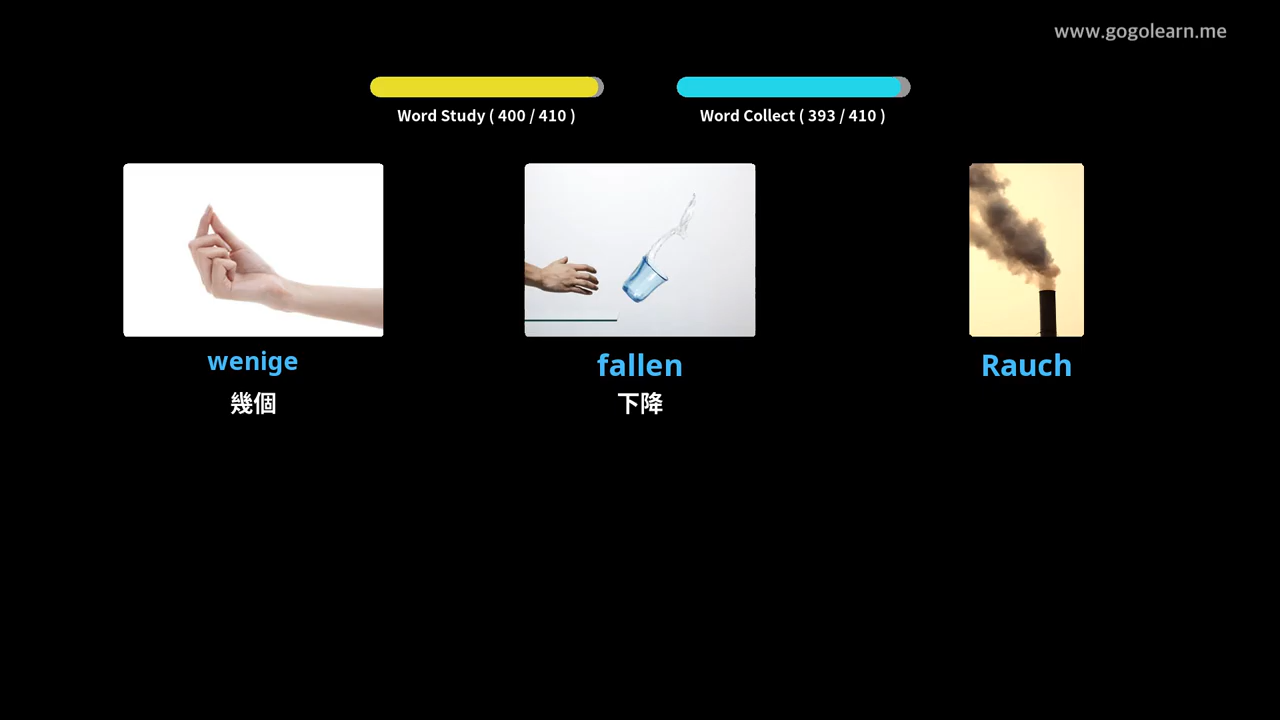 www.gogolearn.me
Word Study ( 400 / 410 )
Word Collect ( 393 / 410 )
wenige
幾個
fallen
下降
Rauch